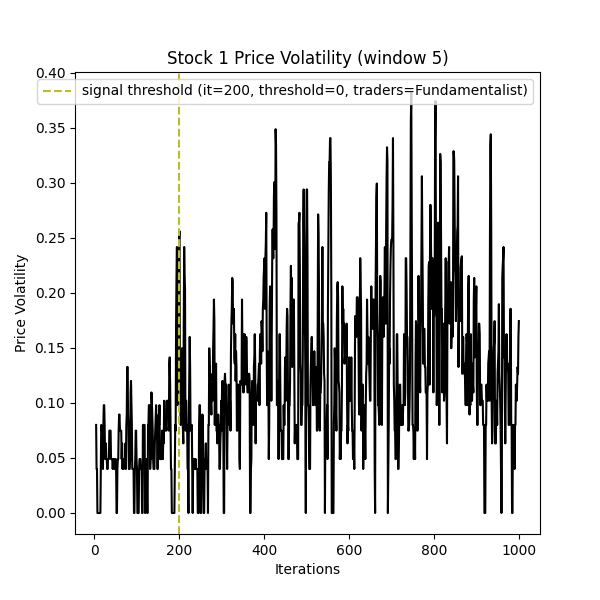 Stock 1 Price Volatility (window 5)
signal threshold (it=200, threshold=0, traders=Fundamentalist)
0.40
0.35
0.30
0.25
0.20
0.15
0.10
0.05
0.00
Price Volatility
0 200 400 600 800 1000
Iterations